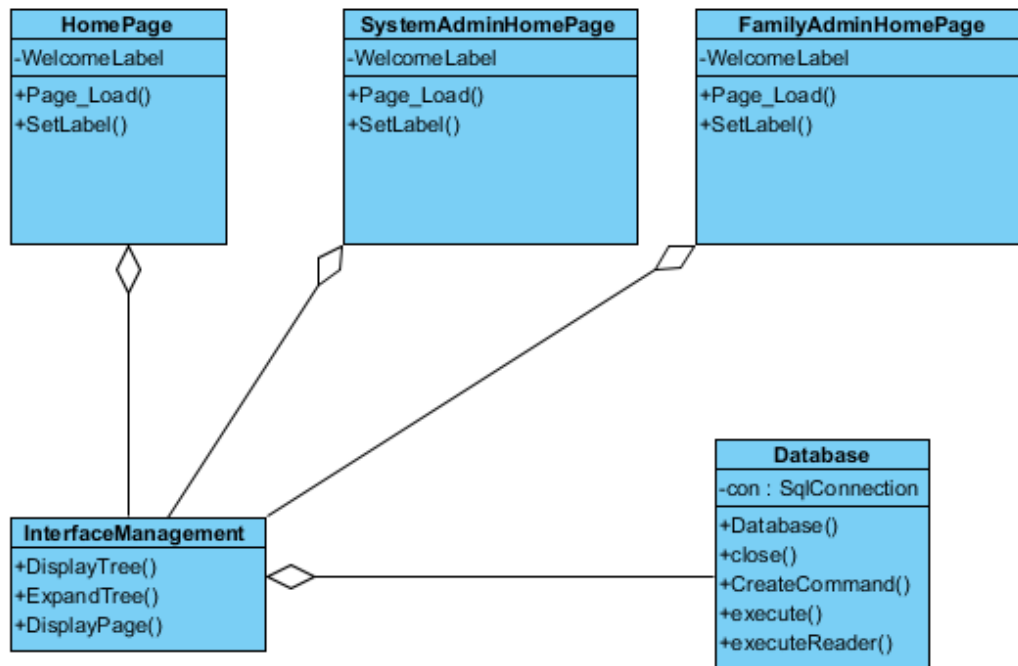 HomePage
-WelcomeLabel
+Page_Load()
+SetLabel()
SystemAdminHomePage
-WelcomeLabel
+Page_Load()
+SetLabel()
FamilyAdminHomePage
-WelcomeLabel
+Page_Load()
+SetLabel()
InterfaceManagement
+DisplayTree()
+ExpandTree()
+DisplayPage()
Database
-con : SqlConnection
+Database()
+close()
+CreateCommand()
+execute()
+executeReader()